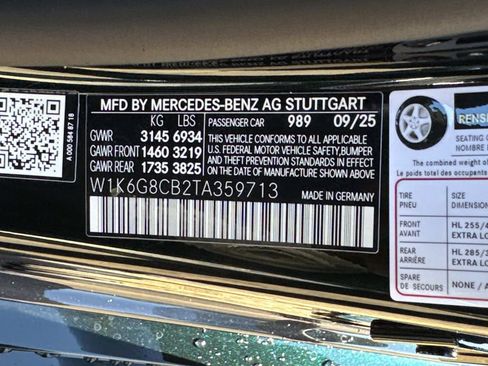 A 000 584 87 18
MFD BY MERCEDES-BENZ AG STUTTGART
KG LBS PASSENGER CAR 989 09/25
GWR 3145 6934
GAWR FRONT 1460 3219
GAWR REAR 1735 3825
THIS VEHICLE CONFORMS TO ALL APPLICABLE
U.S. FEDERAL MOTOR VEHICLE SAFETY, BUMPER
AND THEFT PREVENTION STANDARDS IN EFFECT
ON THE DATE OF MANUFACTURE SHOWN ABOVE
W1K6G8CB2TA359713
MADE IN GERMANY
RENSE
SEATING
NOMBRE
The combined weight o
Le poids total des occupants
TIRE SIZE
PNEU DIMENSION
FRONT HL 255/4
AVANT EXTRA LO
REAR HL 285/3
ARRIÈRE EXTRA LO
SPARE NONE / A
DE SECOURS